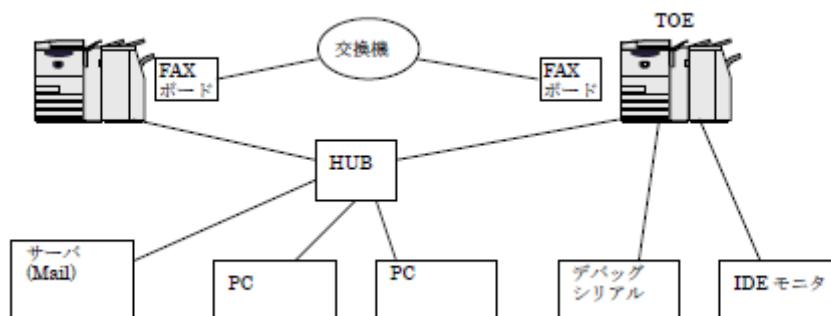 TOE
交換機
FAX
ボード
FAX
ボード
HUB
サーバ
(Mail)
PC
PC
デバッグ
シリアル
IDE モニタ